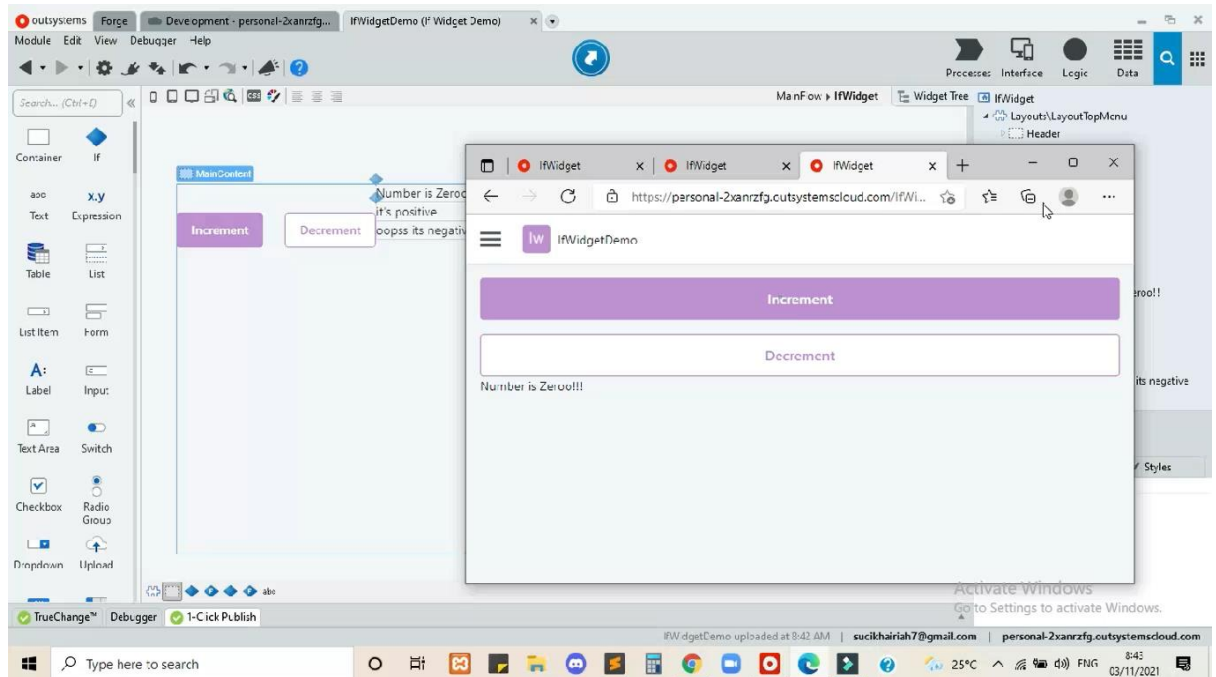 outsystems Forge Development - personal-2xanrzfg... IfWidgetDemo (If Widget Demo)
Module Edit View Debugger Help
Processes Interface Logic Data
Search... (Ctrl+D)
CSS
MainFlow IfWidget Widget Tree IfWidget
Layouts\LayoutTopMenu
Header
Container If
abc x.y
Text Expression
Table List
List Item Form
A:
Label Input
Text Area Switch
Checkbox Radio Group
Dropdown Upload
MainContent
Number is Zeroo
it's positive
Increment Decrement oopss its negativ
IfWidget IfWidget IfWidget
https://personal-2xanrzfg.outsystemscloud.com/IfWi...
Iw IfWidgetDemo
Increment
Decrement
Number is Zeroo!!!
eroo!!
its negative
Styles
abc
Activate Windows
Go to Settings to activate Windows.
TrueChange™ Debugger 1-Click Publish
IfWidgetDemo uploaded at 8:42 AM | sucikhairiah7@gmail.com | personal-2xanrzfg.outsystemscloud.com
Type here to search
25°C ENG
8:43
03/11/2021